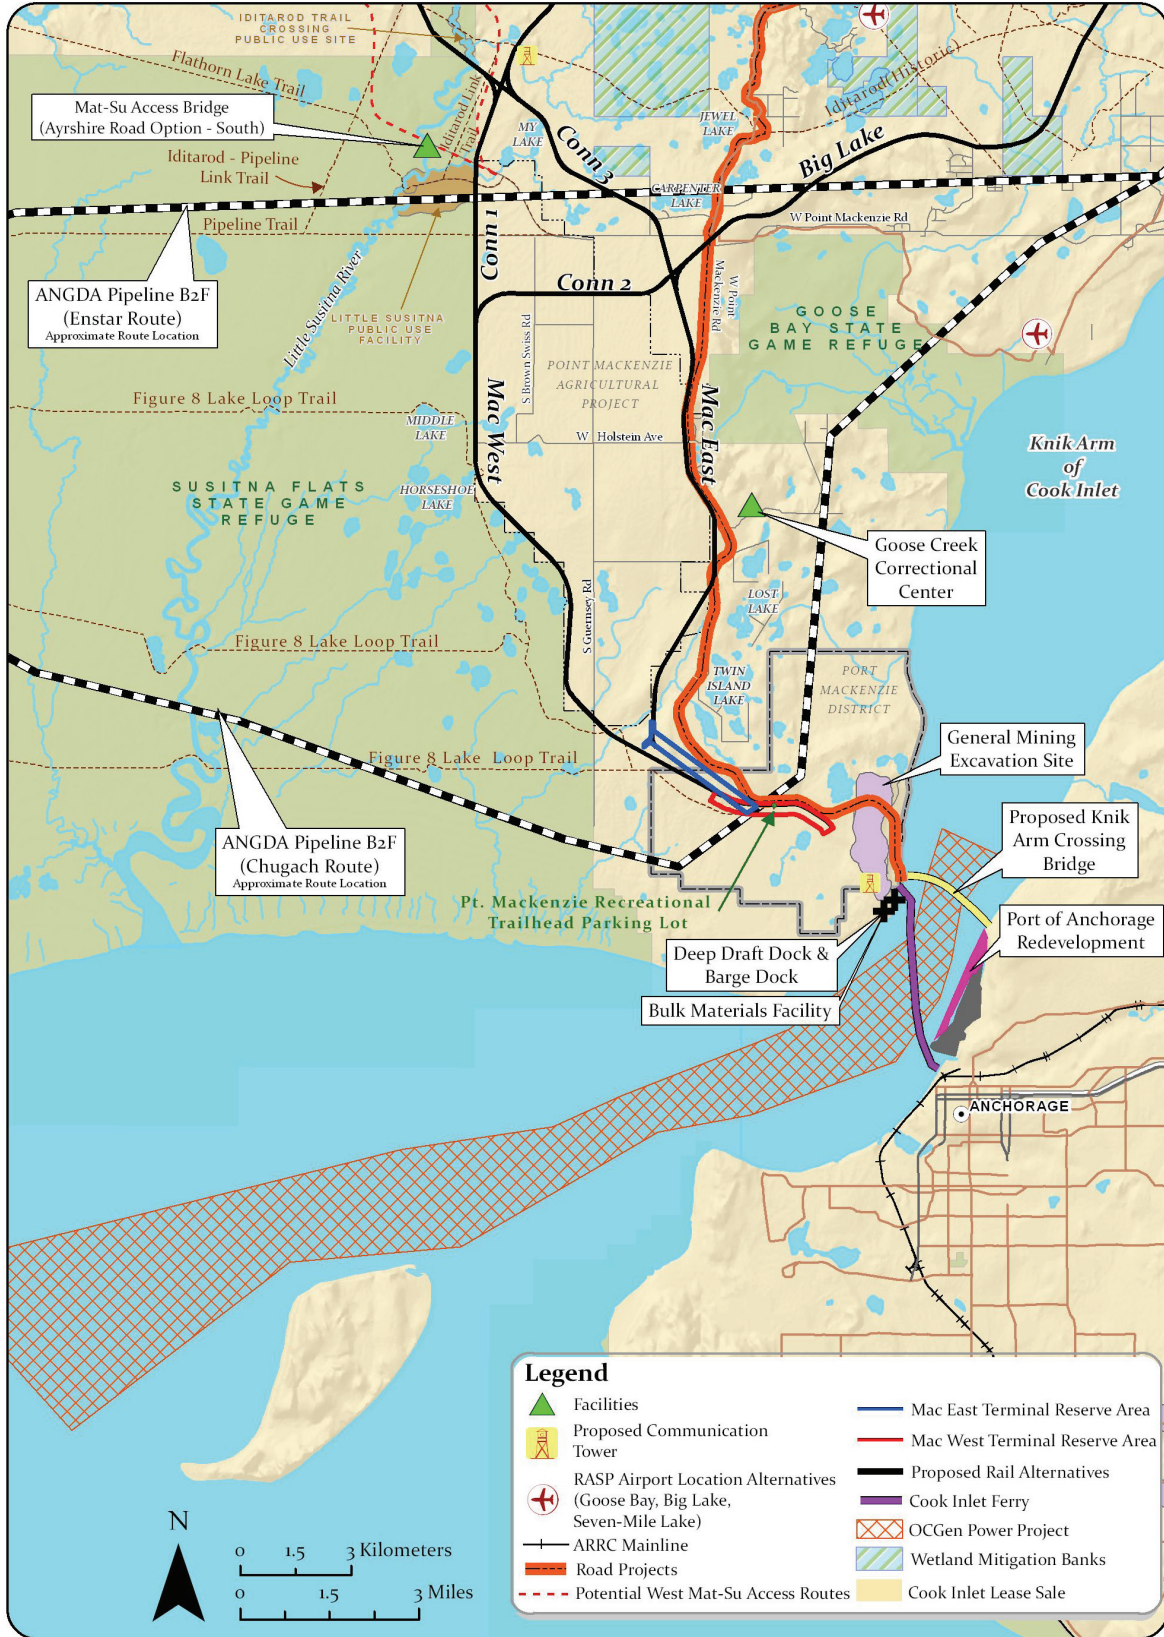 IDITAROD TRAIL
CROSSING
PUBLIC USE SITE
Flathorn Lake Trail
Mat-Su Access Bridge
(Ayrshire Road Option - South)
Iditarod Link
Trail
MY
LAKE
Conn 3
JEWEL
LAKE
Iditarod(Historic)
Big Lake
Iditarod - Pipeline
Link Trail
CARPENTER
LAKE
W Point Mackenzie Rd
Pipeline Trail
Conn 1
ANGDA Pipeline B2F
(Enstar Route)
Approximate Route Location
Little Susitna River
Conn 2
W Point
Mackenzie Rd
LITTLE SUSITNA
PUBLIC USE
FACILITY
S Brown Swiss Rd
GOOSE
BAY STATE
GAME REFUGE
POINT MACKENZIE
AGRICULTURAL
PROJECT
Figure 8 Lake Loop Trail
Mac West
Mac East
MIDDLE
LAKE
W Holstein Ave
Knik Arm
of
Cook Inlet
SUSITNA FLATS
STATE GAME
REFUGE
HORSESHOE
LAKE
Goose Creek
Correctional
Center
LOST
LAKE
S Guernsey Rd
Figure 8 Lake Loop Trail
TWIN
ISLAND
LAKE
PORT
MACKENZIE
DISTRICT
General Mining
Excavation Site
Figure 8 Lake Loop Trail
Proposed Knik
Arm Crossing
Bridge
ANGDA Pipeline B2F
(Chugach Route)
Approximate Route Location
Pt. Mackenzie Recreational
Trailhead Parking Lot
Port of Anchorage
Redevelopment
Deep Draft Dock &
Barge Dock
Bulk Materials Facility
ANCHORAGE
Legend
Facilities
Proposed Communication
Tower
RASP Airport Location Alternatives
(Goose Bay, Big Lake,
Seven-Mile Lake)
ARRC Mainline
Road Projects
Potential West Mat-Su Access Routes
Mac East Terminal Reserve Area
Mac West Terminal Reserve Area
Proposed Rail Alternatives
Cook Inlet Ferry
OCGen Power Project
Wetland Mitigation Banks
Cook Inlet Lease Sale
N
0 1.5 3 Kilometers
0 1.5 3 Miles